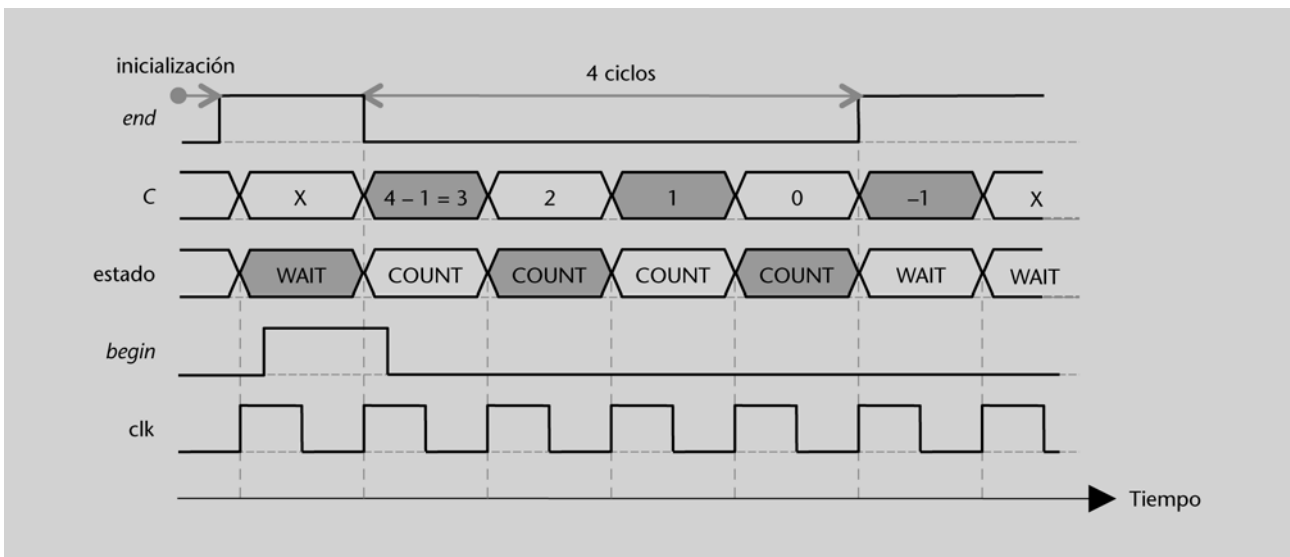 inicialización
4 ciclos
end
C X 4 – 1 = 3 2 1 0 –1 X
estado WAIT COUNT COUNT COUNT COUNT WAIT WAIT
begin
clk
Tiempo